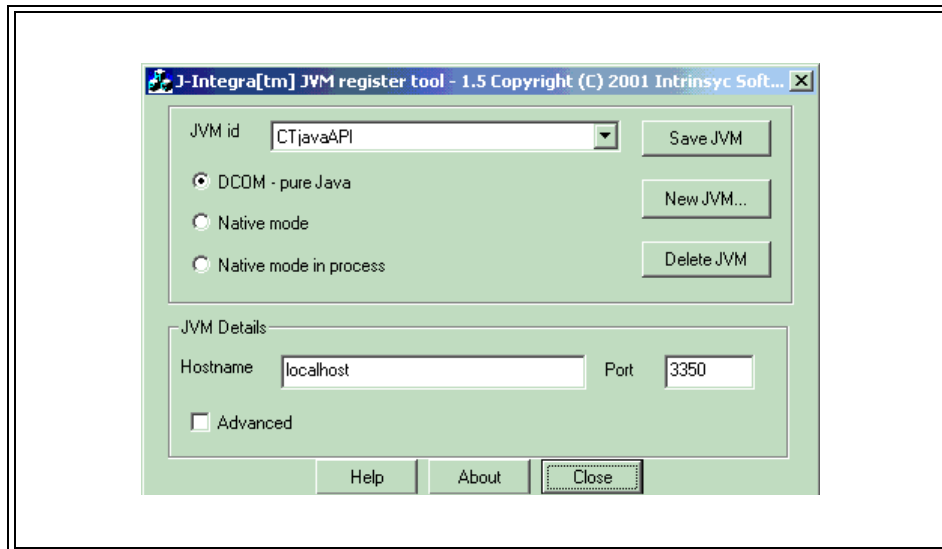 J-Integra[tm] JVM register tool - 1.5 Copyright (C) 2001 Intrinsyc Soft...
JVM id
CTjavaAPI
Save JVM
DCOM - pure Java
New JVM...
Native mode
Native mode in process
Delete JVM
JVM Details
Hostname
localhost
Port
3350
Advanced
Help
About
Close